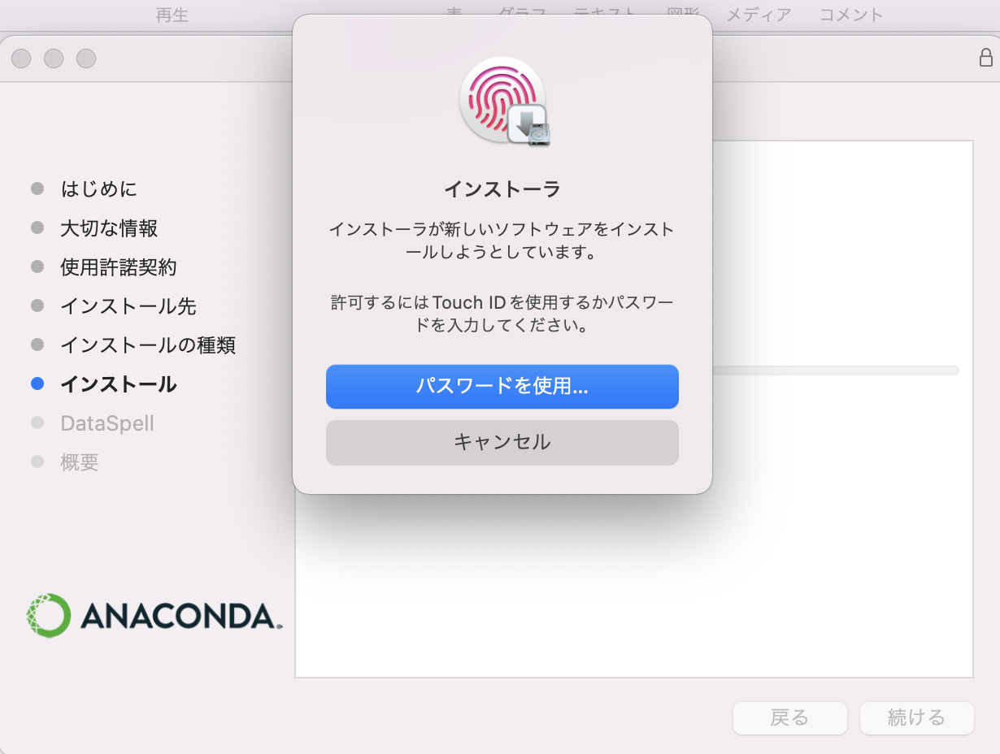 再生 表 グラフ テキスト 図形 メディア コメント
インストーラ
インストーラが新しいソフトウェアをインスト
ールしようとしています。
許可するにはTouch IDを使用するかパスワー
ドを入力してください。
パスワードを使用...
キャンセル
はじめに
大切な情報
使用許諾契約
インストール先
インストールの種類
インストール
DataSpell
概要
ANACONDA®
戻る
続ける